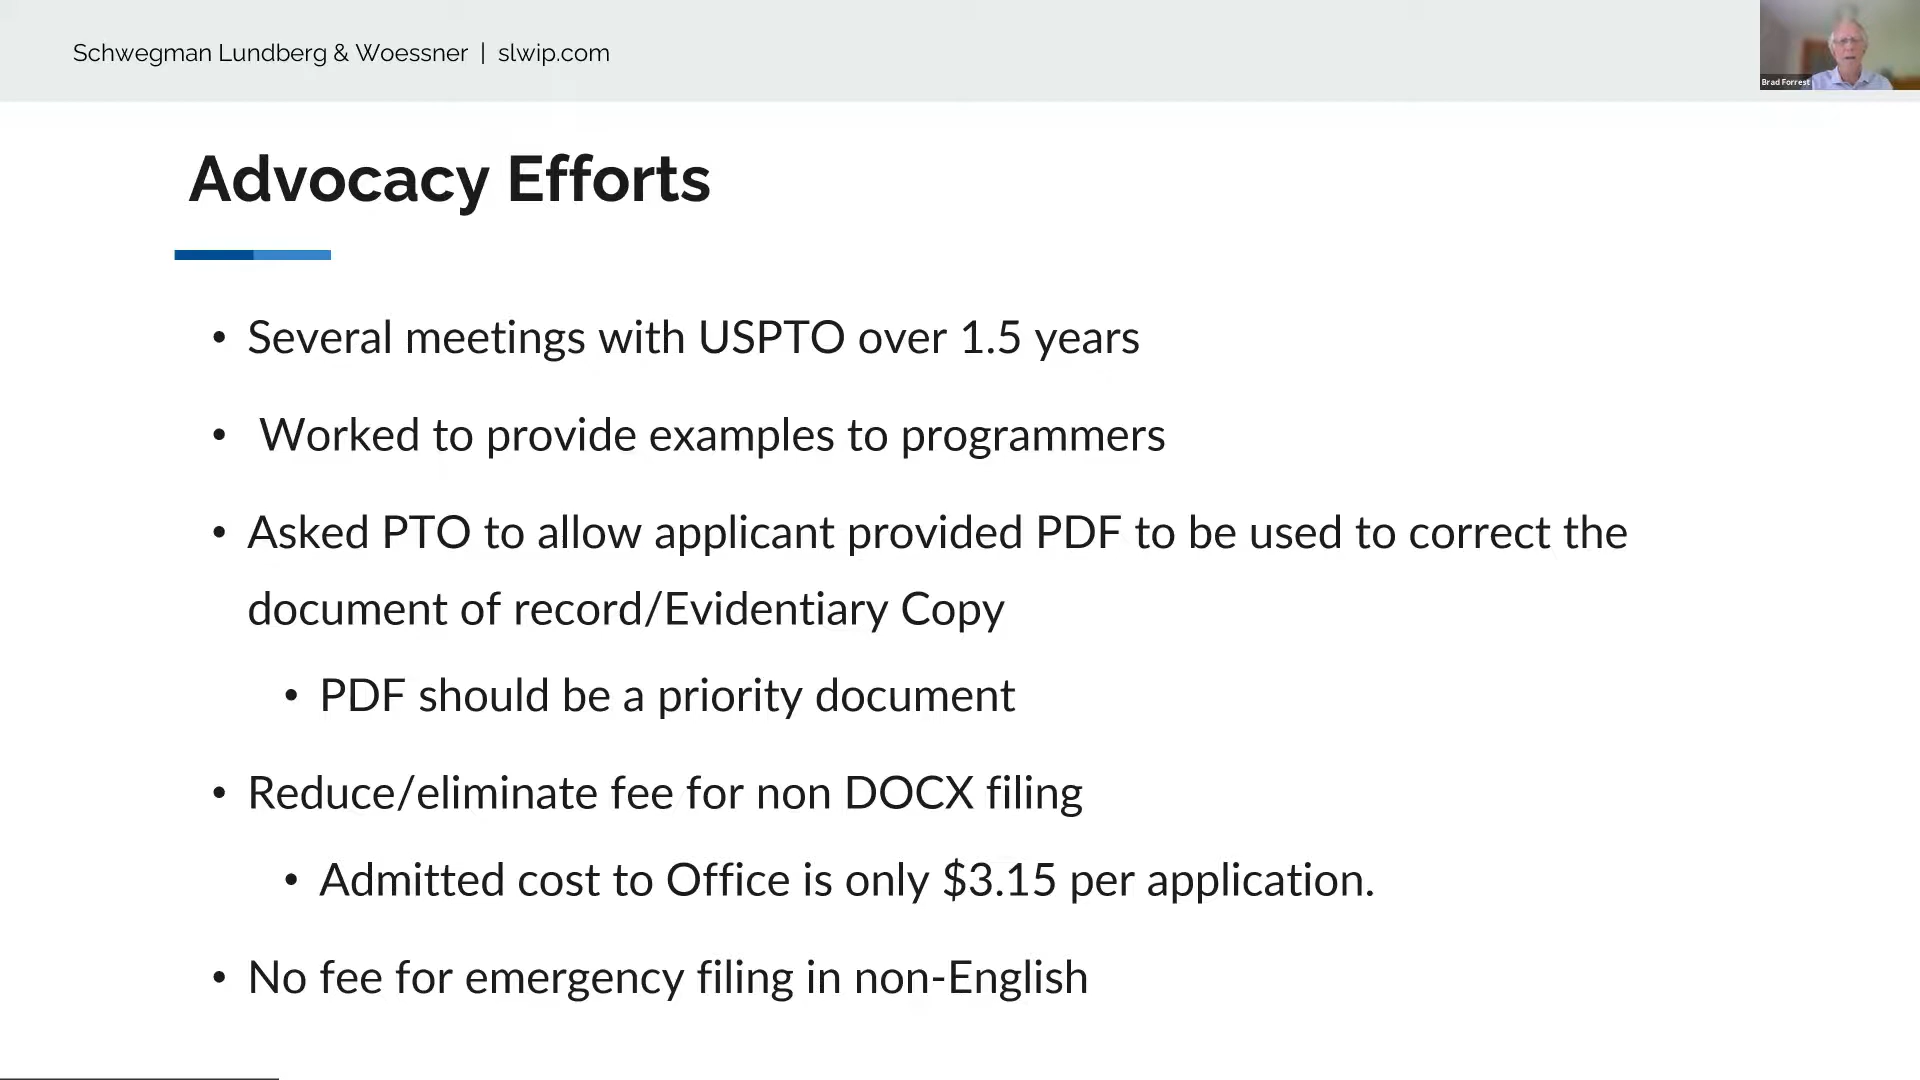 Schwegman Lundberg & Woessner | slwip.com
Brad Forrest
Advocacy Efforts
• Several meetings with USPTO over 1.5 years
• Worked to provide examples to programmers
• Asked PTO to allow applicant provided PDF to be used to correct the
document of record/Evidentiary Copy
• PDF should be a priority document
• Reduce/eliminate fee for non DOCX filing
• Admitted cost to Office is only $3.15 per application.
• No fee for emergency filing in non-English